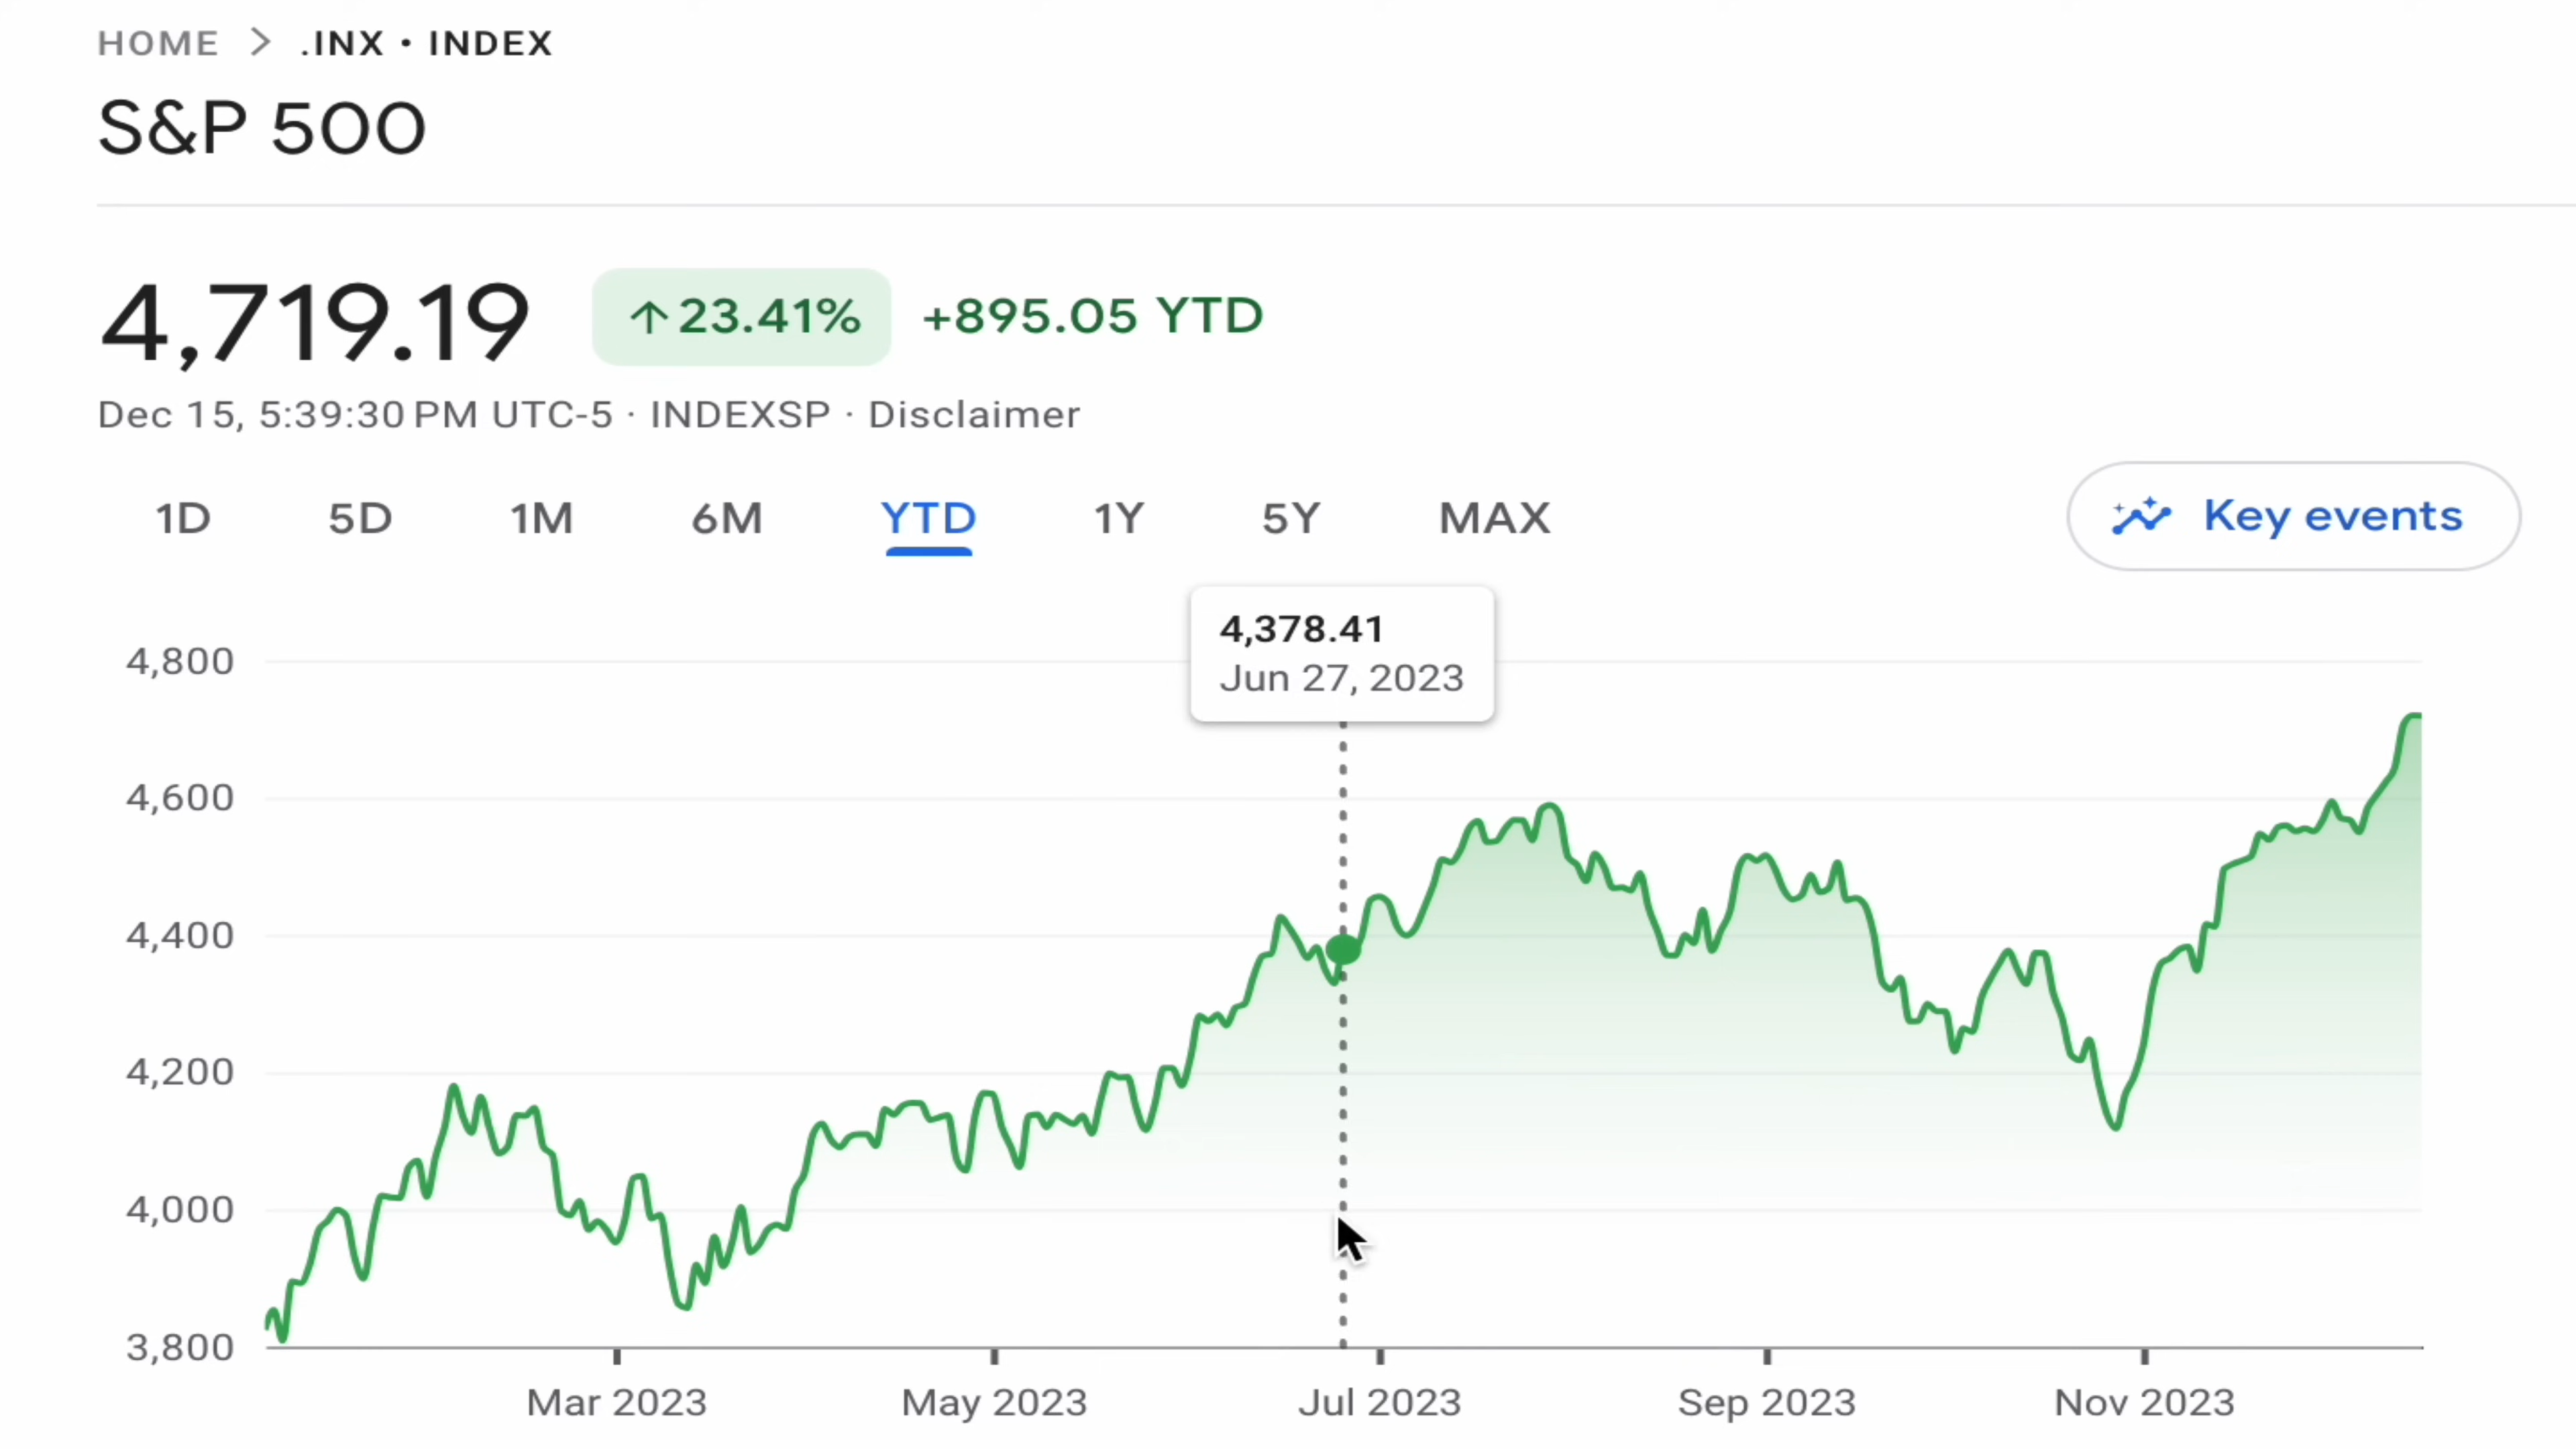 HOME > .INX • INDEX
S&P 500
4,719.19 ↑23.41% +895.05 YTD
Dec 15, 5:39:30 PM UTC-5 · INDEXSP · Disclaimer
1D 5D 1M 6M YTD 1Y 5Y MAX
Key events
4,378.41
Jun 27, 2023
4,800
4,600
4,400
4,200
4,000
3,800
Mar 2023 May 2023 Jul 2023 Sep 2023 Nov 2023